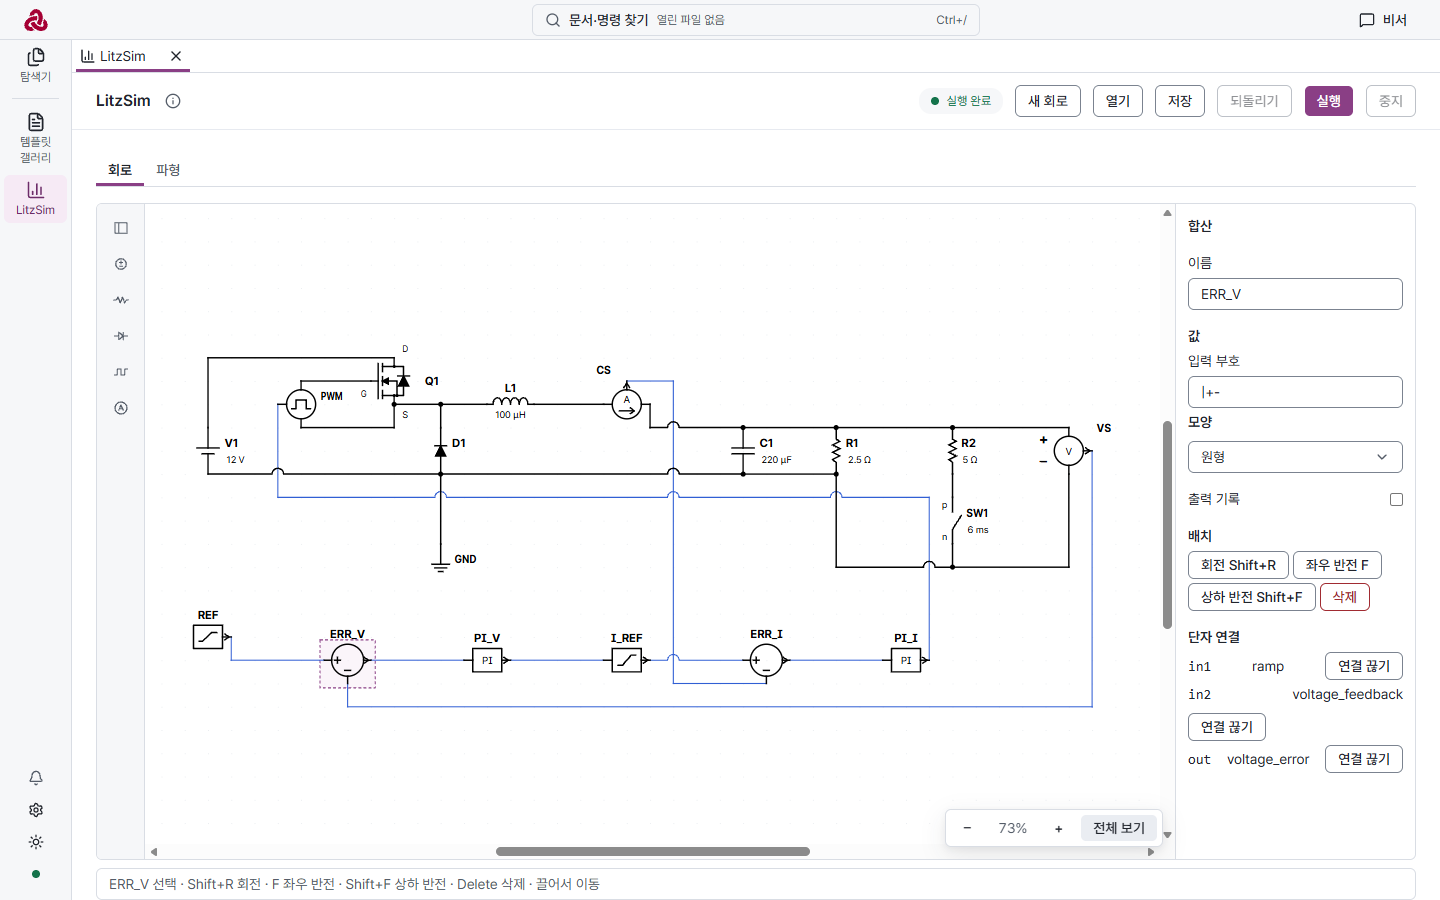 문서·명령 찾기 열린 파일 없음 Ctrl+/
비서
탐색기
템플릿
갤러리
LitzSim
LitzSim
LitzSim
실행 완료
새 회로
열기
저장
되돌리기
실행
중지
회로
파형
D
Q1
G
PWM
S
L1
100 µH
CS
A
VS
V
V1
12 V
D1
C1
220 µF
R1
2.5 Ω
R2
5 Ω
p
SW1
6 ms
n
GND
REF
ERR_V
PI_V
PI
I_REF
ERR_I
PI_I
PI
73%
전체 보기
합산
이름
ERR_V
값
입력 부호
|+-
모양
원형
출력 기록
배치
회전 Shift+R
좌우 반전 F
상하 반전 Shift+F
삭제
단자 연결
in1 ramp 연결 끊기
in2 voltage_feedback
연결 끊기
out voltage_error 연결 끊기
ERR_V 선택 · Shift+R 회전 · F 좌우 반전 · Shift+F 상하 반전 · Delete 삭제 · 끌어서 이동